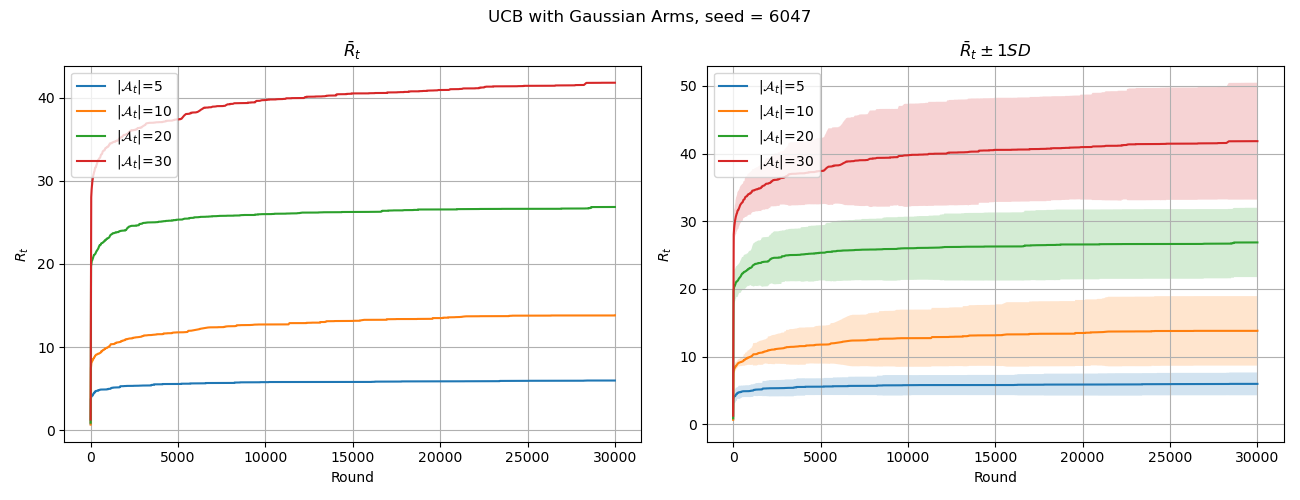 UCB with Gaussian Arms, seed = 6047
R̄ₜ
|𝒜ₜ|=5
|𝒜ₜ|=10
|𝒜ₜ|=20
|𝒜ₜ|=30
Rₜ
40
30
20
10
0
0 5000 10000 15000 20000 25000 30000
Round
R̄ₜ ± 1SD
|𝒜ₜ|=5
|𝒜ₜ|=10
|𝒜ₜ|=20
|𝒜ₜ|=30
Rₜ
50
40
30
20
10
0
0 5000 10000 15000 20000 25000 30000
Round